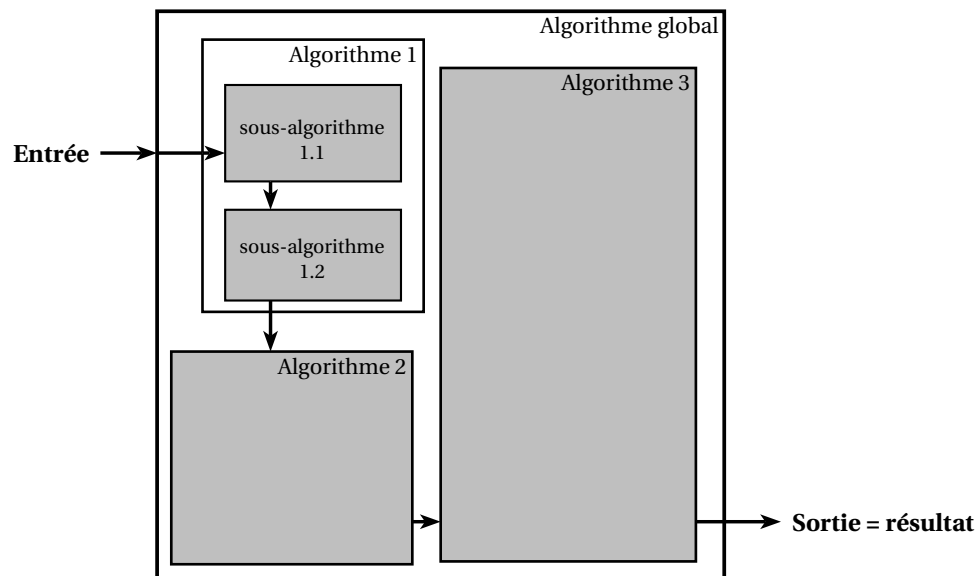 Algorithme global
Algorithme 1
Algorithme 3
sous-algorithme
1.1
Entrée
sous-algorithme
1.2
Algorithme 2
Sortie = résultat